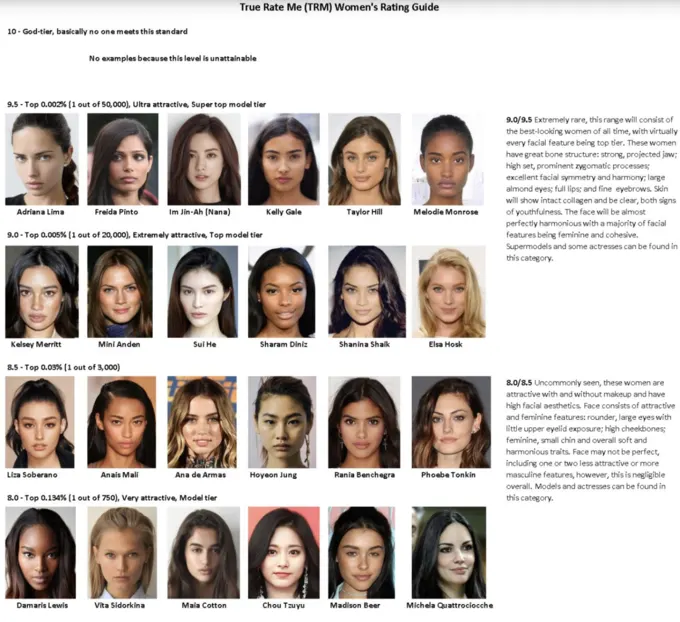 True Rate Me (TRM) Women's Rating Guide
10 - God-tier, basically no one meets this standard
No examples because this level is unattainable
9.5 - Top 0.002% (1 out of 50,000), Ultra attractive, Super top model tier
Adriana Lima
Freida Pinto
Im Jin-Ah (Nana)
Kelly Gale
Taylor Hill
Melodie Monrose
9.0/9.5 Extremely rare, this range will consist of
the best-looking women of all time, with virtually
every facial feature being top tier. These women
have great bone structure: strong, projected jaw;
high set, prominent zygomatic processes;
excellent facial symmetry and harmony; large
almond eyes; full lips; and fine eyebrows. Skin
will show intact collagen and be clear, both signs
of youthfulness. The face will be almost
perfectly harmonious with a majority of facial
features being feminine and cohesive.
Supermodels and some actresses can be found in
this category.
9.0 - Top 0.005% (1 out of 20,000), Extremely attractive, Top model tier
Kelsey Merritt
Mini Anden
Sui He
Sharam Diniz
Shanina Shaik
Elsa Hosk
8.5 - Top 0.03% (1 out of 3,000)
Liza Soberano
Anais Mali
Ana de Armas
Hoyeon Jung
Rania Benchegra
Phoebe Tonkin
8.0/8.5 Uncommonly seen, these women are
attractive with and without makeup and have
high facial aesthetics. Face consists of attractive
and feminine features: rounder, large eyes with
little upper eyelid exposure; high cheekbones;
feminine, small chin and overall soft and
harmonious traits. Face may not be perfect,
including one or two less attractive or more
masculine features, however, this is negligible
overall. Models and actresses can be found in
this category.
8.0 - Top 0.134% (1 out of 750), Very attractive, Model tier
Damaris Lewis
Vita Sidorkina
Maia Cotton
Chou Tzuyu
Madison Beer
Michela Quattrociocche